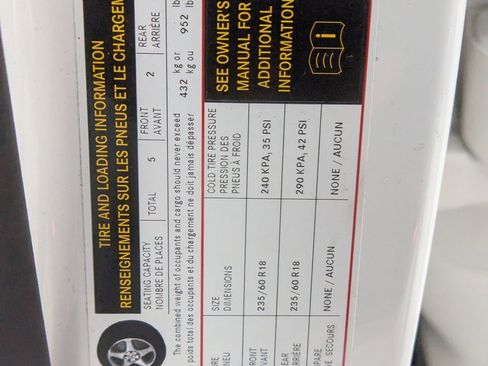 TIRE AND LOADING INFORMATION
RENSEIGNEMENTS SUR LES PNEUS ET LE CHARGEM
SEATING CAPACITY
NOMBRE DE PLACES
TOTAL 5
FRONT
AVANT
2
REAR
ARRIÈRE
The combined weight of occupants and cargo should never exceed 432 kg or 952 lb
poids total des occupants et du chargement ne doit jamais dépasser kg ou lb
SIZE
DIMENSIONS
COLD TIRE PRESSURE
PRESSION DES
PNEUS À FROID
235/60 R18 240 KPA, 35 PSI
235/60 R18 290 KPA, 42 PSI
NONE / AUCUN NONE / AUCUN
SEE OWNER'S
MANUAL FOR
ADDITIONAL
INFORMATION